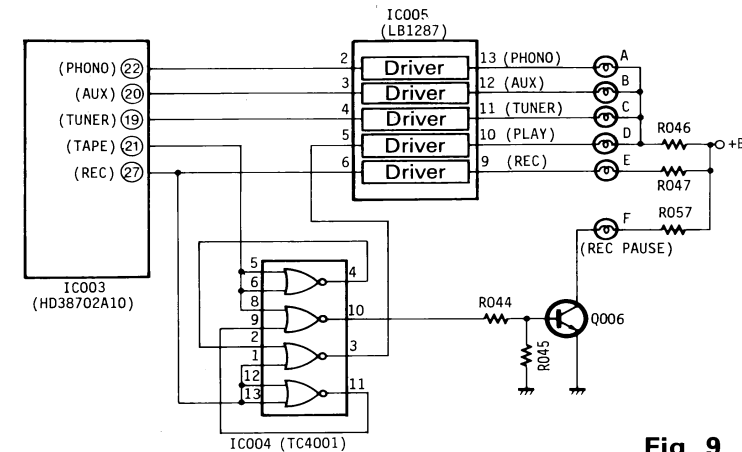 IC005
(LB1287)
(PHONO) 22
(AUX) 20
(TUNER) 19
(TAPE) 21
(REC) 27
IC003
(HD38702A10)
2 Driver 13 (PHONO) A
3 Driver 12 (AUX) B
4 Driver 11 (TUNER) C
5 Driver 10 (PLAY) D
6 Driver 9 (REC) E
R046
+B
R047
F
R057
(REC PAUSE)
5
6
4
8
9
10
2
1
3
12
13
11
IC004 (TC4001)
R044
R045
Q006
Fig. 9